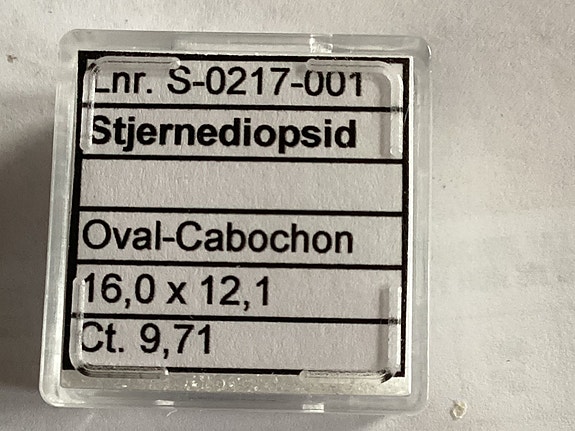 Lnr. S-0217-001
Stjernediopsid
Oval-Cabochon
16,0 x 12,1
Ct. 9,71